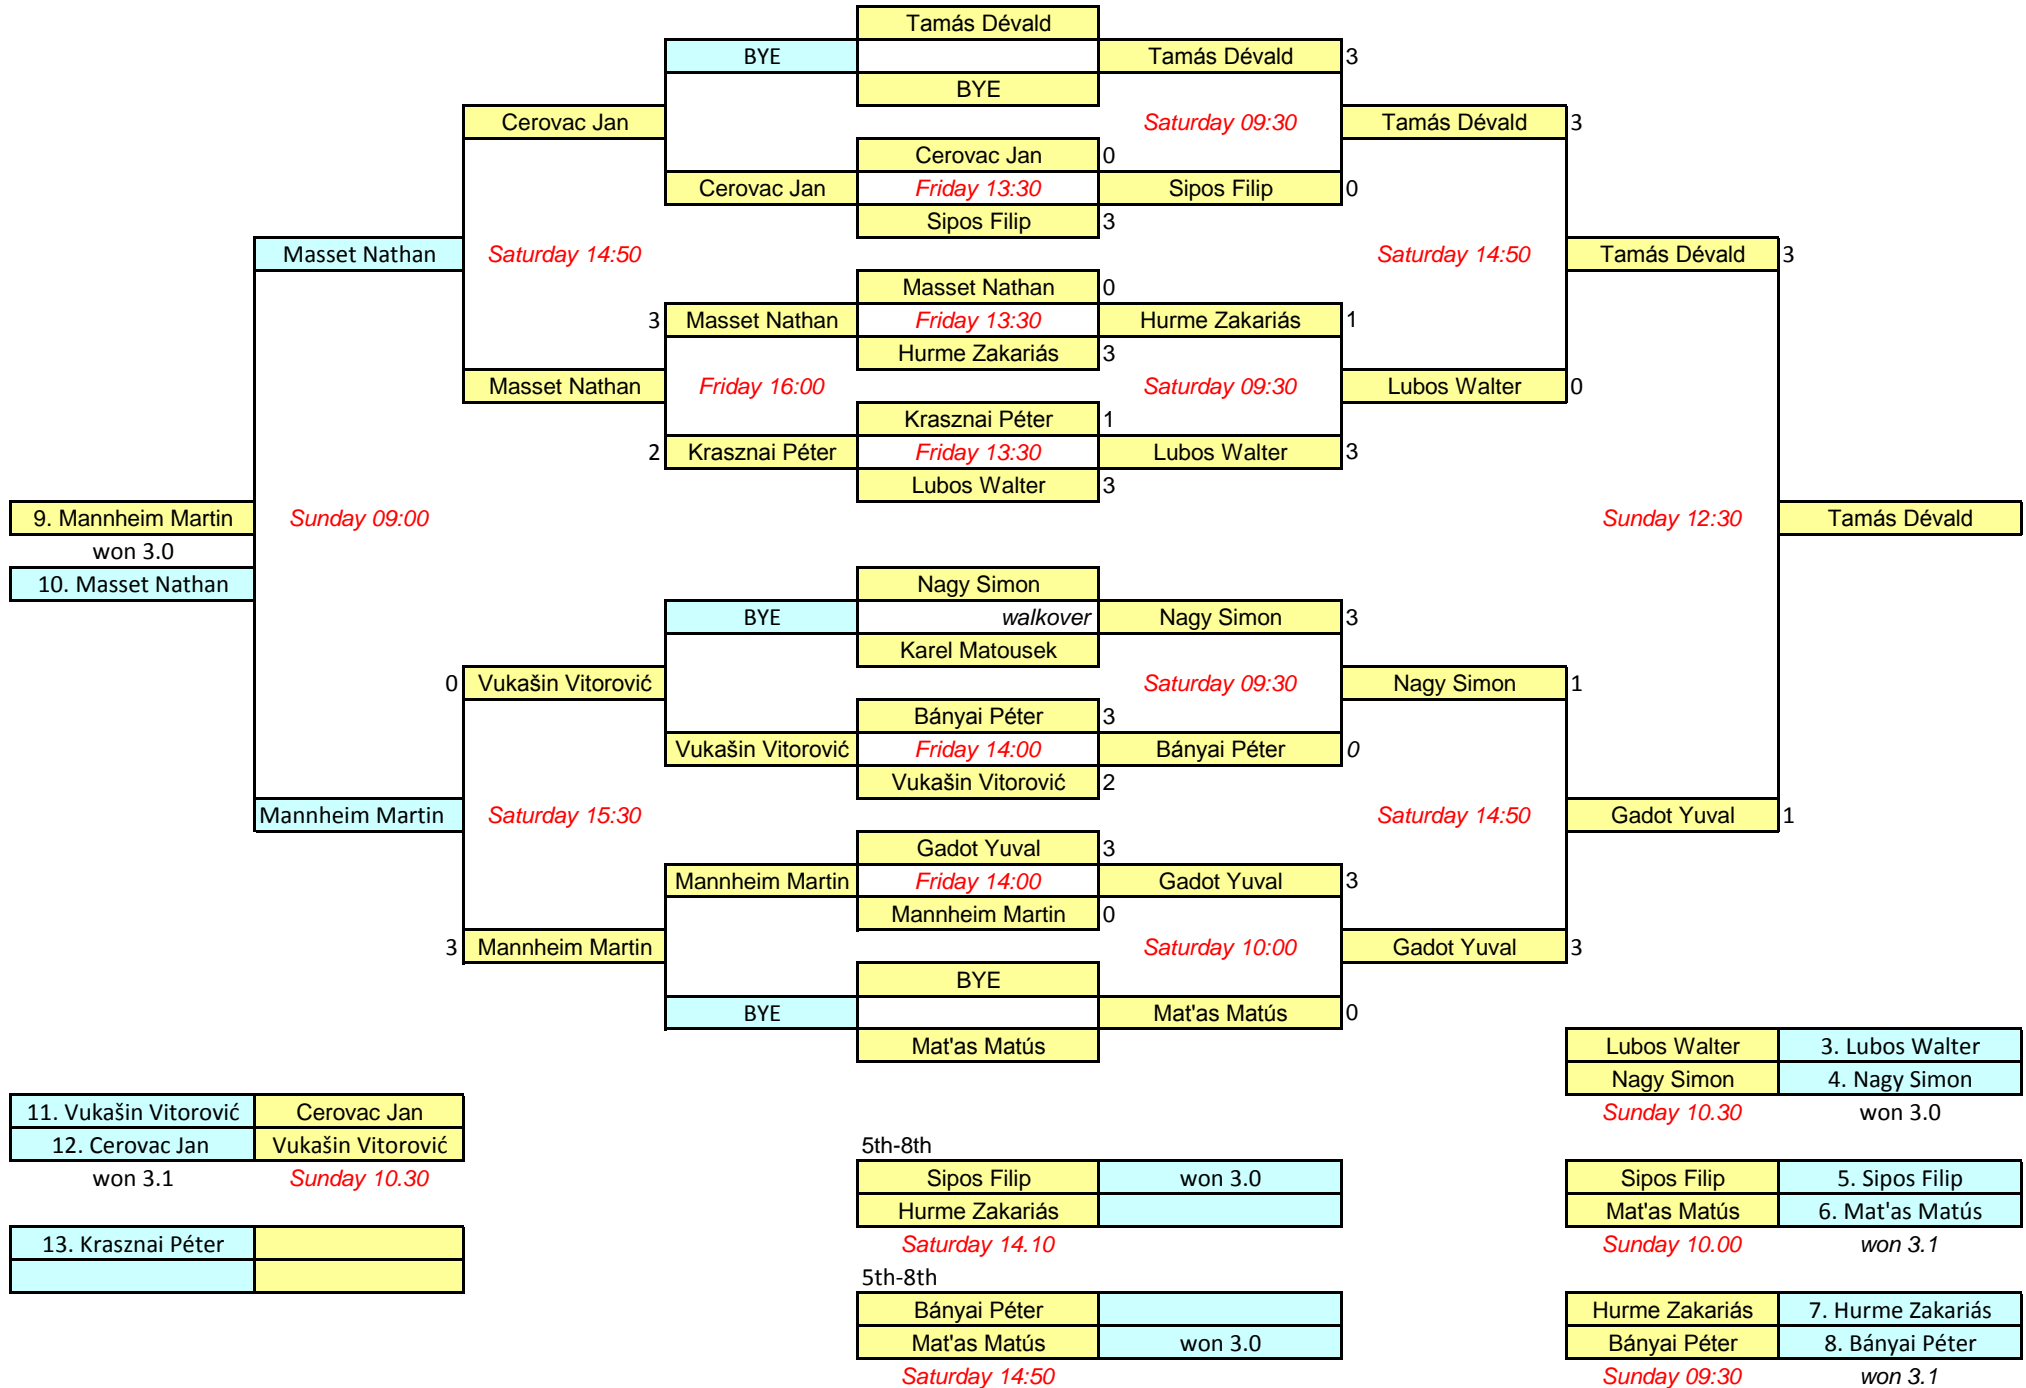 Tamás Dévald
BYE Tamás Dévald 3
BYE
Cerovac Jan Saturday 09:30 Tamás Dévald 3
Cerovac Jan 0
Cerovac Jan Friday 13:30 Sipos Filip 0
Sipos Filip 3
Masset Nathan Saturday 14:50 Saturday 14:50 Tamás Dévald 3
Masset Nathan 0
3 Masset Nathan Friday 13:30 Hurme Zakariás 1
Hurme Zakariás 3
Masset Nathan Friday 16:00 Saturday 09:30 Lubos Walter 0
Krasznai Péter 1
2 Krasznai Péter Friday 13:30 Lubos Walter 3
Lubos Walter 3
9. Mannheim Martin Sunday 09:00 Sunday 12:30 Tamás Dévald
won 3.0
10. Masset Nathan Nagy Simon
BYE walkover Nagy Simon 3
Karel Matousek
0 Vukašin Vitorović Saturday 09:30 Nagy Simon 1
Bányai Péter 3
Vukašin Vitorović Friday 14:00 Bányai Péter 0
Vukašin Vitorović 2
Mannheim Martin Saturday 15:30 Saturday 14:50 Gadot Yuval 1
Gadot Yuval 3
Mannheim Martin Friday 14:00 Gadot Yuval 3
Mannheim Martin 0
3 Mannheim Martin Saturday 10:00 Gadot Yuval 3
BYE
BYE Mat'as Matús 0
Mat'as Matús Lubos Walter 3. Lubos Walter
Nagy Simon 4. Nagy Simon
11. Vukašin Vitorović Cerovac Jan Sunday 10.30 won 3.0
12. Cerovac Jan Vukašin Vitorović 5th-8th
won 3.1 Sunday 10.30 Sipos Filip won 3.0 Sipos Filip 5. Sipos Filip
Hurme Zakariás Mat'as Matús 6. Mat'as Matús
13. Krasznai Péter Saturday 14.10 Sunday 10.00 won 3.1
5th-8th
Bányai Péter Hurme Zakariás 7. Hurme Zakariás
Mat'as Matús won 3.0 Bányai Péter 8. Bányai Péter
Saturday 14:50 Sunday 09:30 won 3.1